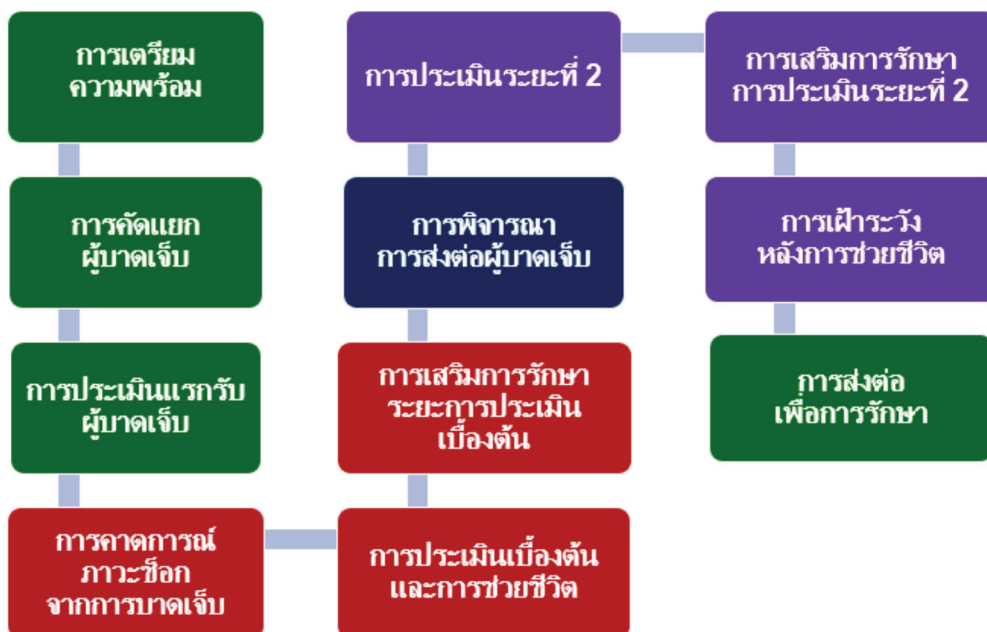 การเตรียม
ความพร้อม
การคัดแยก
ผู้บาดเจ็บ
การประเมินแรกรับ
ผู้บาดเจ็บ
การคาดการณ์
ภาวะช็อก
จากการบาดเจ็บ
การประเมินเบื้องต้น
และการช่วยชีวิต
การเสริมการรักษา
ระยะการประเมิน
เบื้องต้น
การพิจารณา
การส่งต่อผู้บาดเจ็บ
การประเมินระยะที่ 2
การเสริมการรักษา
การประเมินระยะที่ 2
การเฝ้าระวัง
หลังการช่วยชีวิต
การส่งต่อ
เพื่อการรักษา